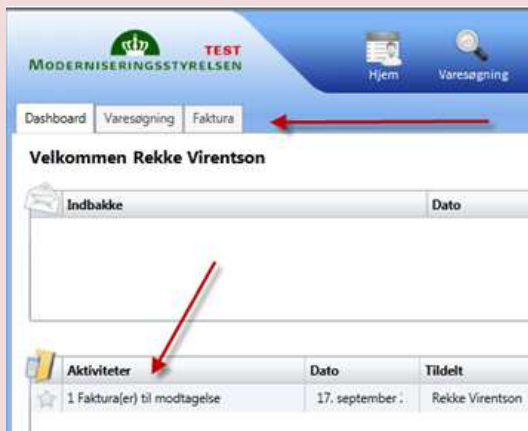 TEST
MODERNISERINGSSTYRELSEN
Hjem Varesøgning
Dashboard Varesøgning Faktura
Velkommen Rekke Virentson
Indbakke Dato
Aktiviteter Dato Tildelt
1 Faktura(er) til modtagelse 17. september Rekke Virentson